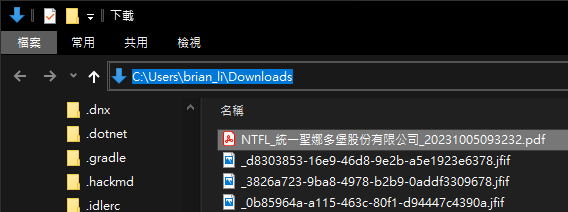 下載
檔案 常用 共用 檢視
C:\Users\brian_li\Downloads
名稱
.dnx
.dotnet
.gradle
.hackmd
.idlerc
NTFL_統一聖娜多堡股份有限公司_20231005093232.pdf
_d8303853-16e9-46d8-9e2b-a5e1923e6378.jfif
_3826a723-9ba8-4978-b2b9-0addf3309678.jfif
_0b85964a-a115-463c-80f1-d94447c4390a.jfif